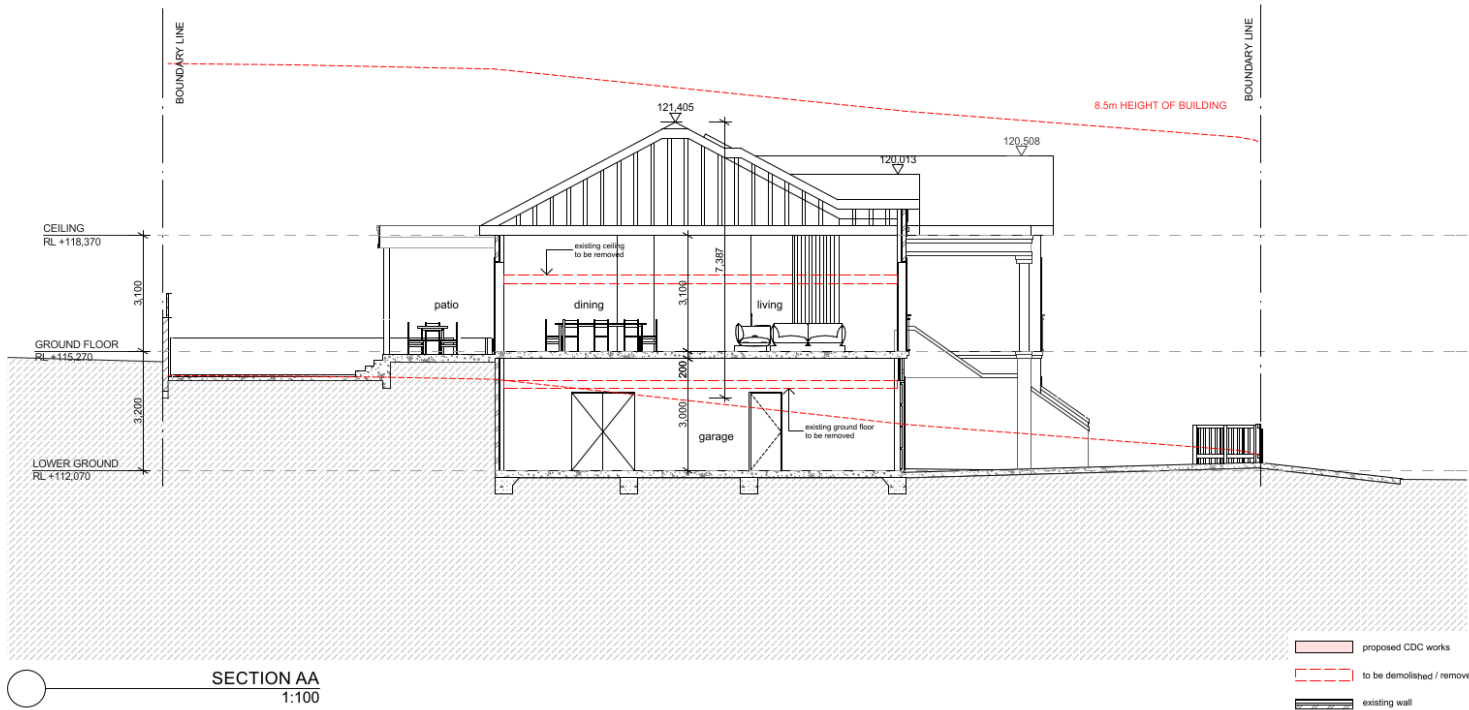 BOUNDARY LINE
BOUNDARY LINE
8.5m HEIGHT OF BUILDING
121,405
120,508
120,013
CEILING
RL +118,370
existing ceiling
to be removed
7,387
3,100
3,100
patio
dining
living
GROUND FLOOR
RL +115,270
200
3,200
3,000
garage
existing ground floor
to be removed
LOWER GROUND
RL +112,070
SECTION AA
1:100
proposed CDC works
to be demolished / remove
existing wall